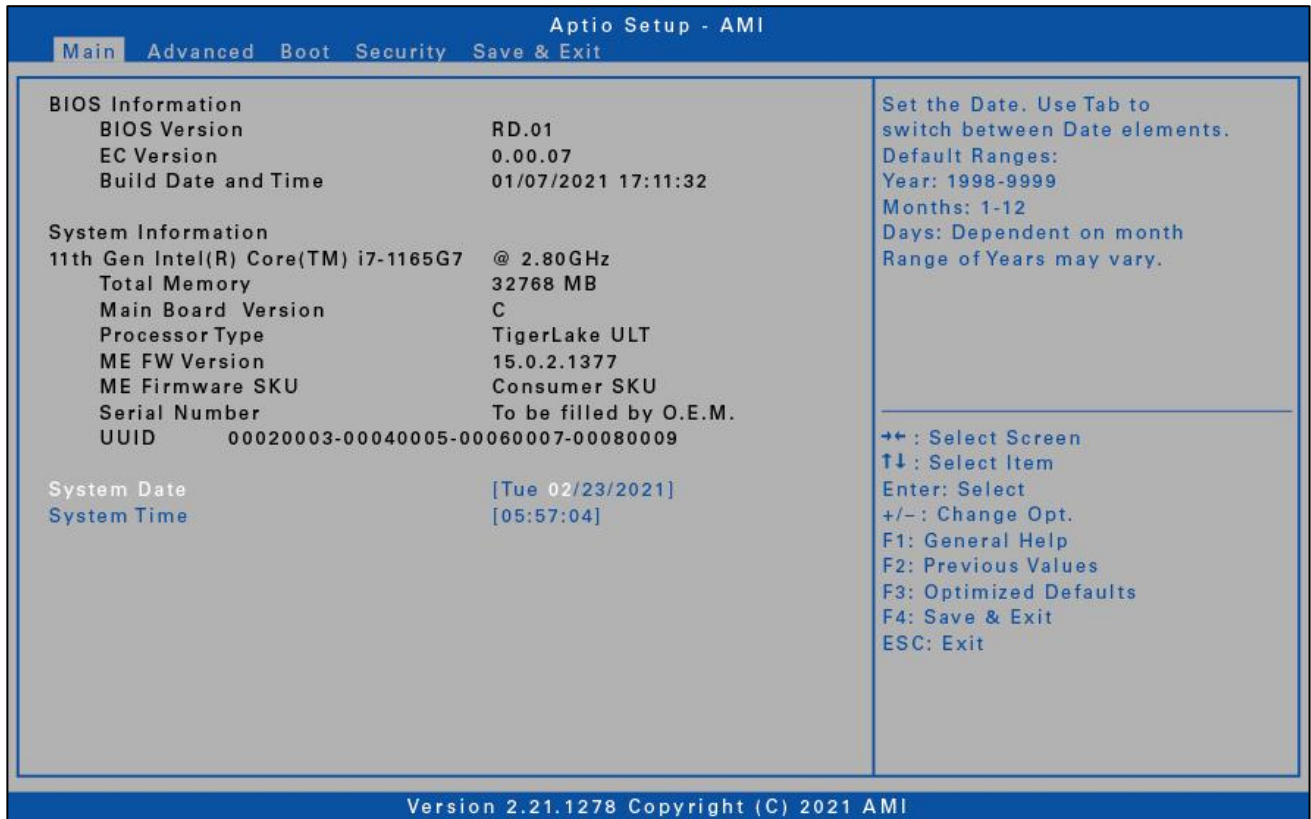 Aptio Setup - AMI
Main Advanced Boot Security Save & Exit
BIOS Information
BIOS Version RD.01
EC Version 0.00.07
Build Date and Time 01/07/2021 17:11:32
System Information
11th Gen Intel(R) Core(TM) i7-1165G7 @ 2.80GHz
Total Memory 32768 MB
Main Board Version C
Processor Type TigerLake ULT
ME FW Version 15.0.2.1377
ME Firmware SKU Consumer SKU
Serial Number To be filled by O.E.M.
UUID 00020003-00040005-00060007-00080009
System Date [Tue 02/23/2021]
System Time [05:57:04]
Set the Date. Use Tab to
switch between Date elements.
Default Ranges:
Year: 1998-9999
Months: 1-12
Days: Dependent on month
Range of Years may vary.
→← : Select Screen
↑↓ : Select Item
Enter: Select
+/– : Change Opt.
F1: General Help
F2: Previous Values
F3: Optimized Defaults
F4: Save & Exit
ESC: Exit
Version 2.21.1278 Copyright (C) 2021 AMI